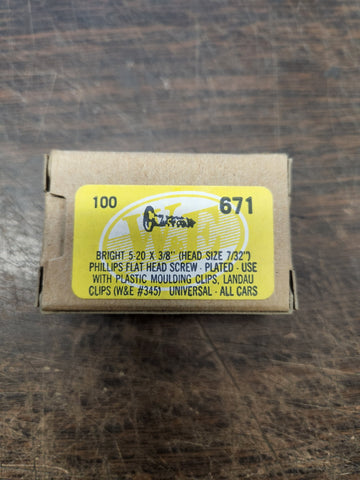 100 671
W&E
BRIGHT 5-20 X 3/8" (HEAD SIZE 7/32")
PHILLIPS FLAT HEAD SCREW - PLATED - USE
WITH PLASTIC MOULDING CLIPS, LANDAU
CLIPS (W&E #345) UNIVERSAL - ALL CARS